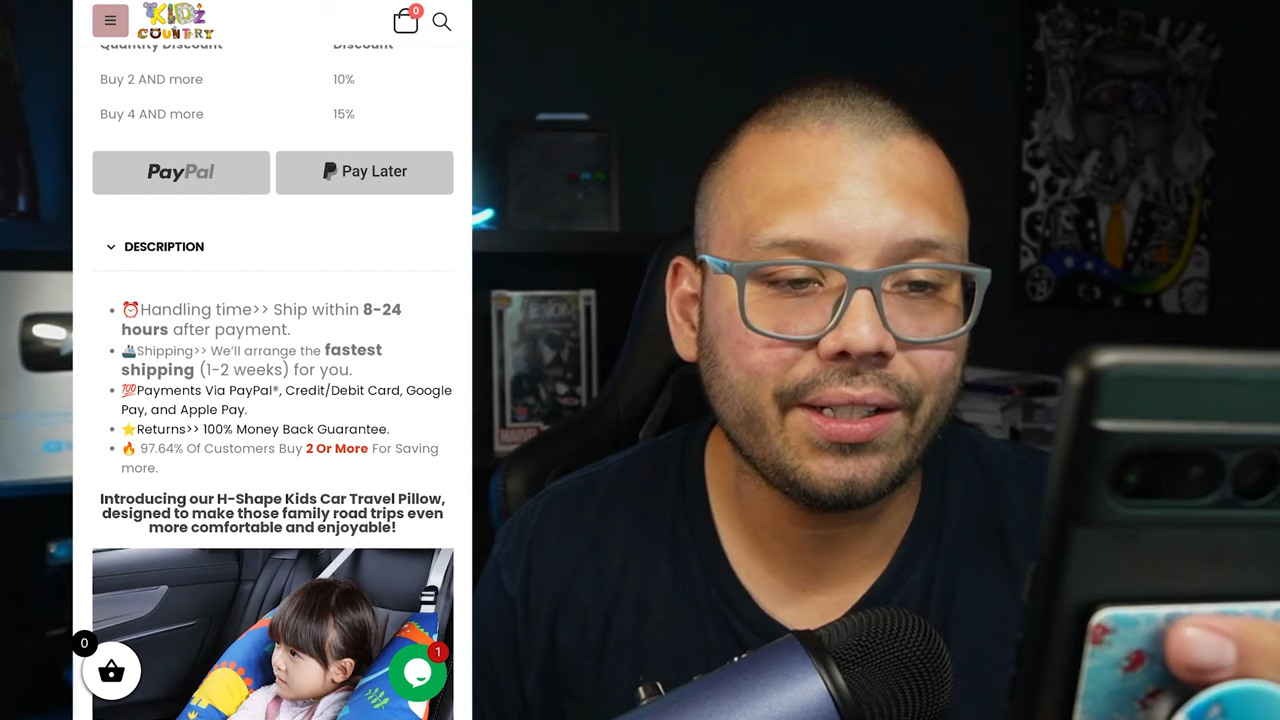 KIDZ
COUNTRY
0
Quantity Discount Discount
Buy 2 AND more 10%
Buy 4 AND more 15%
PayPal Pay Later
DESCRIPTION
⏰Handling time>> Ship within 8-24
hours after payment.
🚢Shipping>> We'll arrange the fastest
shipping (1-2 weeks) for you.
💯Payments Via PayPal®, Credit/Debit Card, Google
Pay, and Apple Pay.
⭐Returns>> 100% Money Back Guarantee.
🔥 97.64% Of Customers Buy 2 Or More For Saving
more.
Introducing our H-Shape Kids Car Travel Pillow,
designed to make those family road trips even
more comfortable and enjoyable!
0
1
VENOM
MARVEL